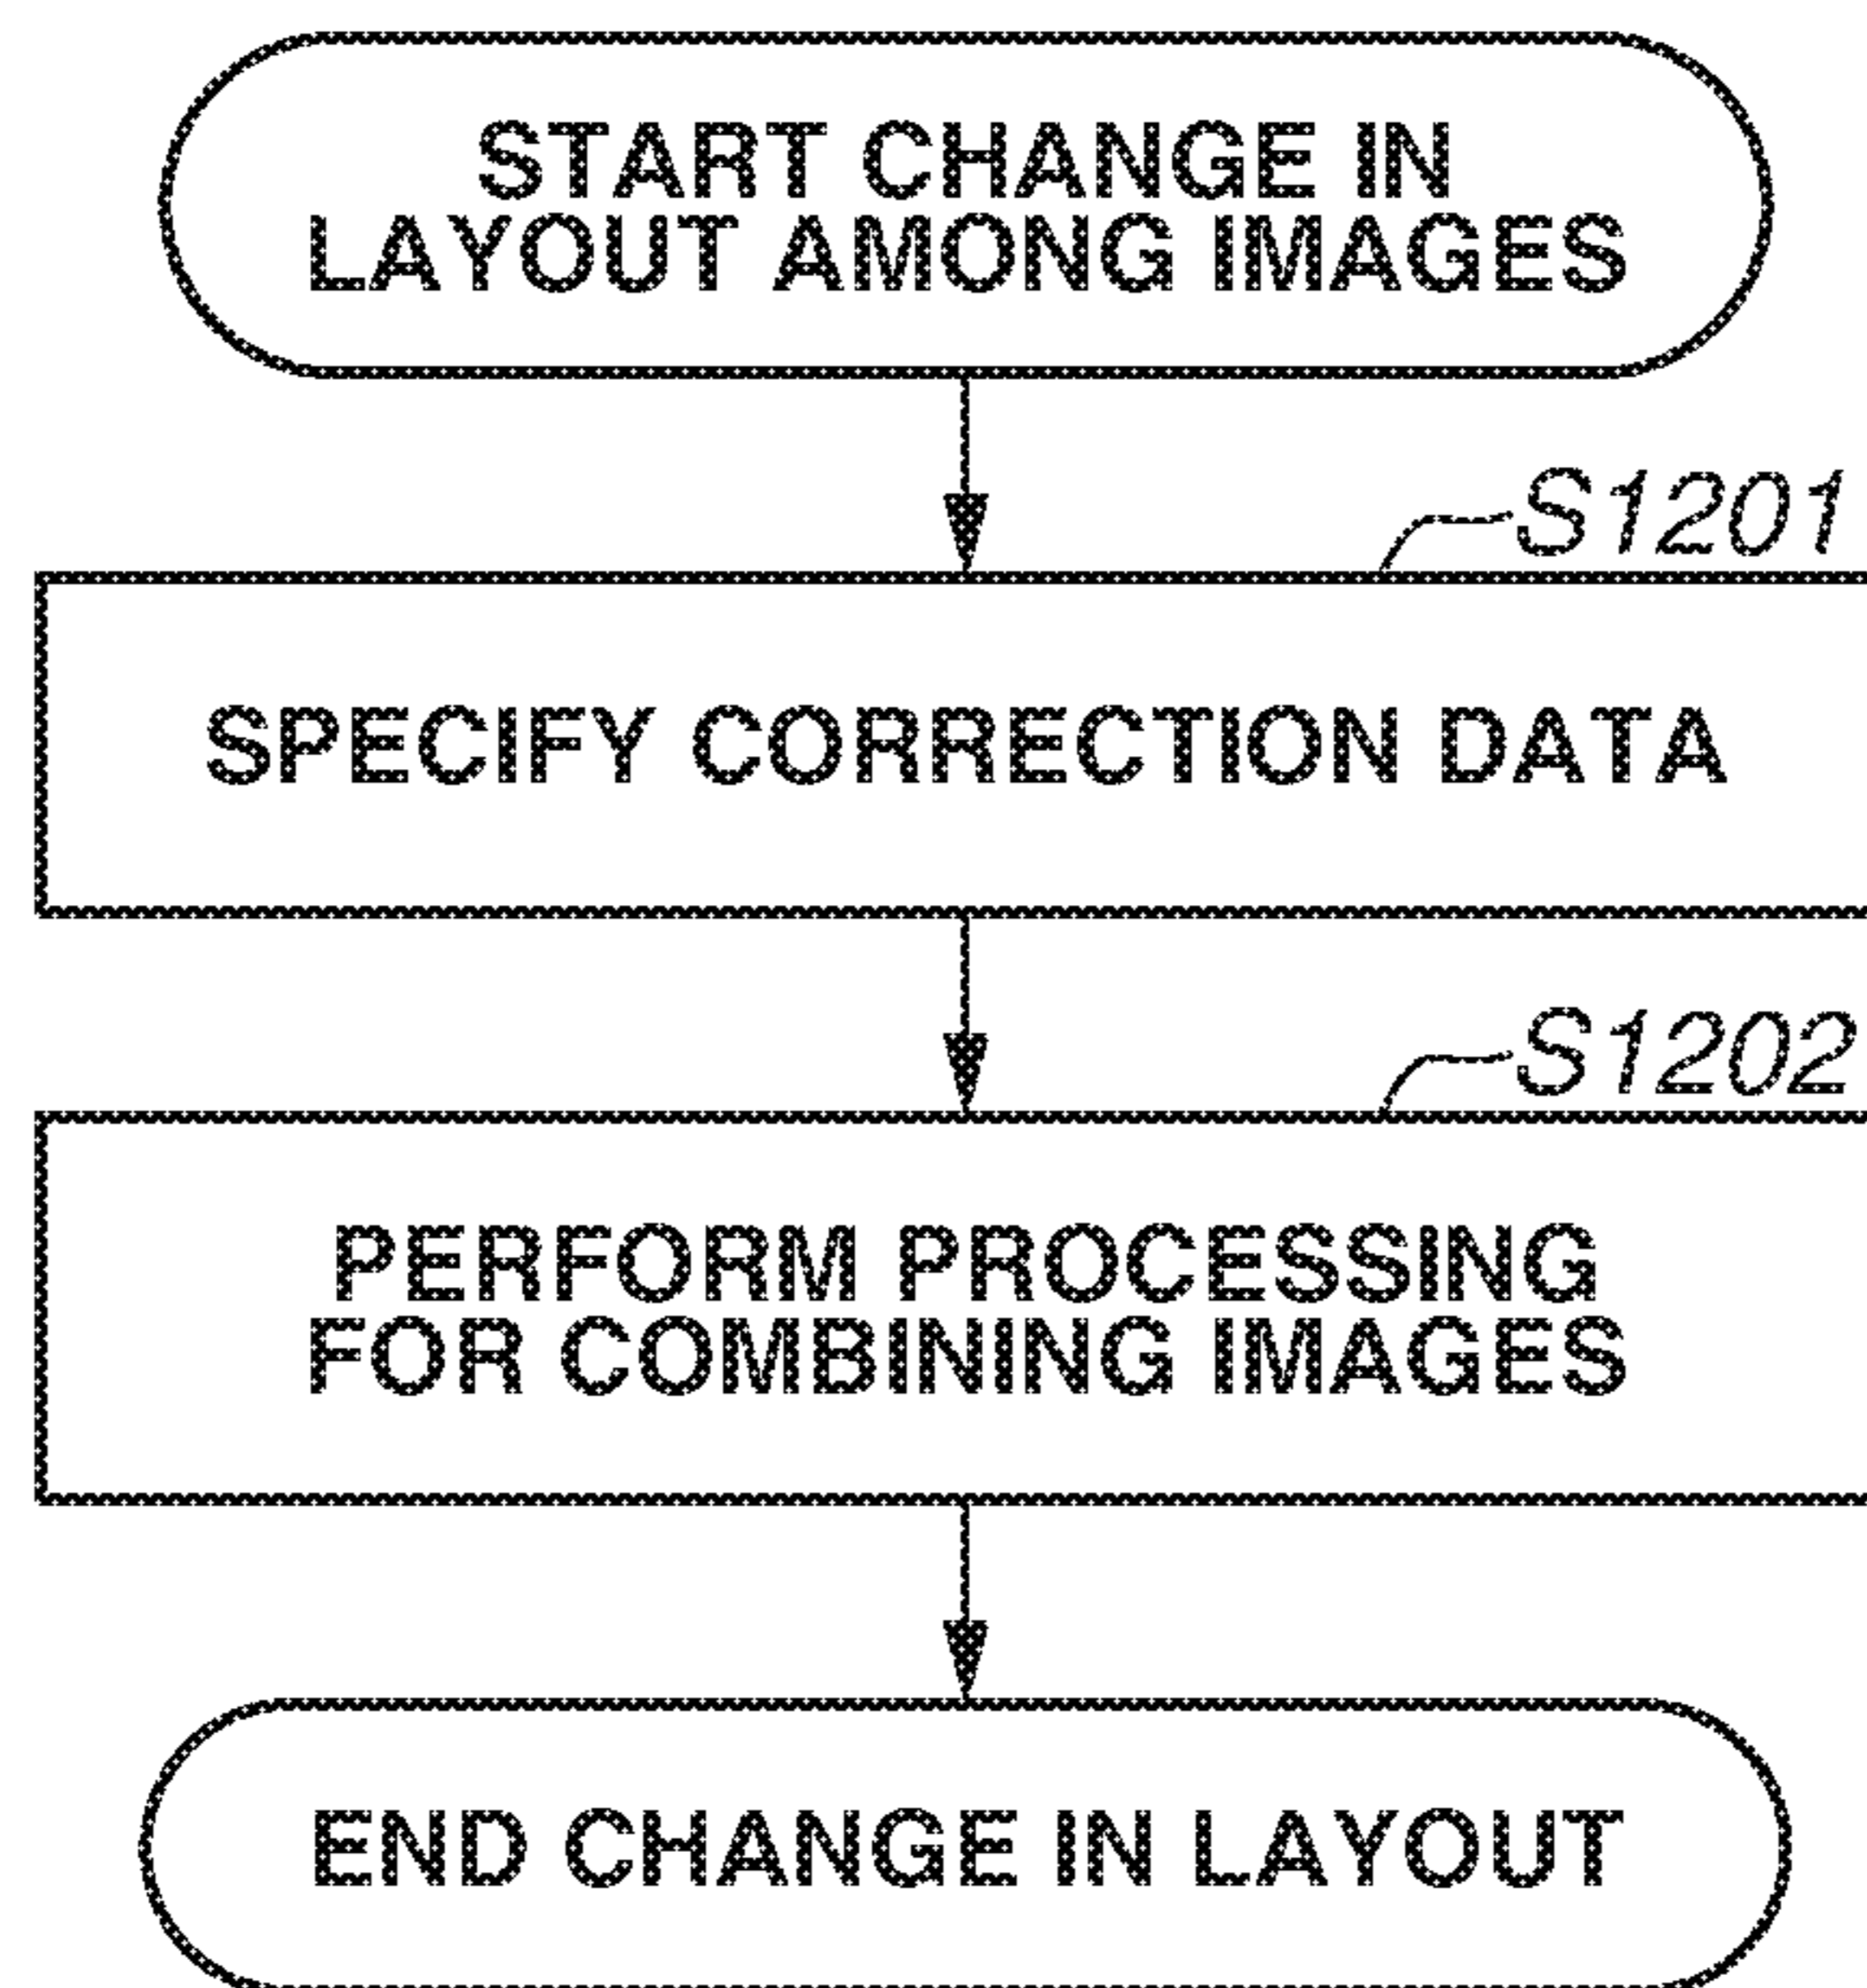 START CHANGE IN
LAYOUT AMONG IMAGES
S1201
SPECIFY CORRECTION DATA
S1202
PERFORM PROCESSING
FOR COMBINING IMAGES
END CHANGE IN LAYOUT